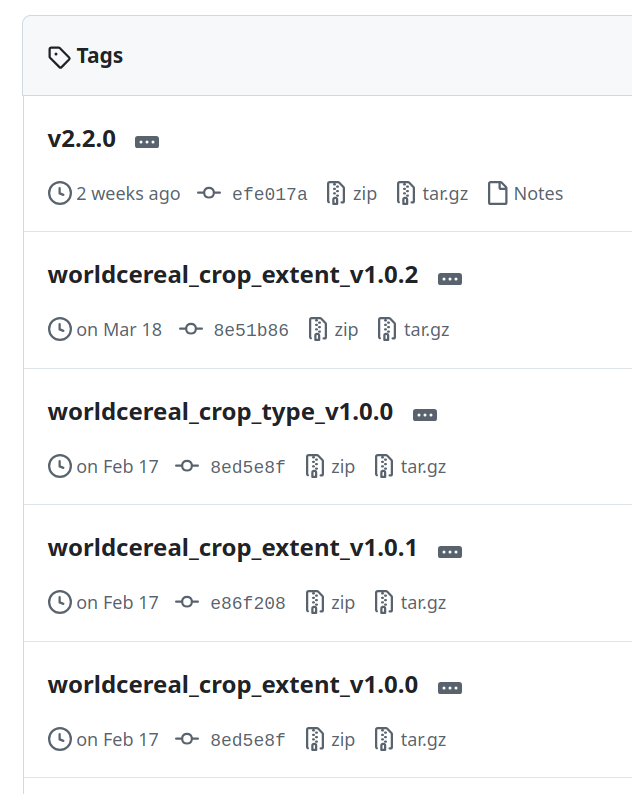 Tags
v2.2.0
2 weeks ago efe017a zip tar.gz Notes
worldcereal_crop_extent_v1.0.2
on Mar 18 8e51b86 zip tar.gz
worldcereal_crop_type_v1.0.0
on Feb 17 8ed5e8f zip tar.gz
worldcereal_crop_extent_v1.0.1
on Feb 17 e86f208 zip tar.gz
worldcereal_crop_extent_v1.0.0
on Feb 17 8ed5e8f zip tar.gz